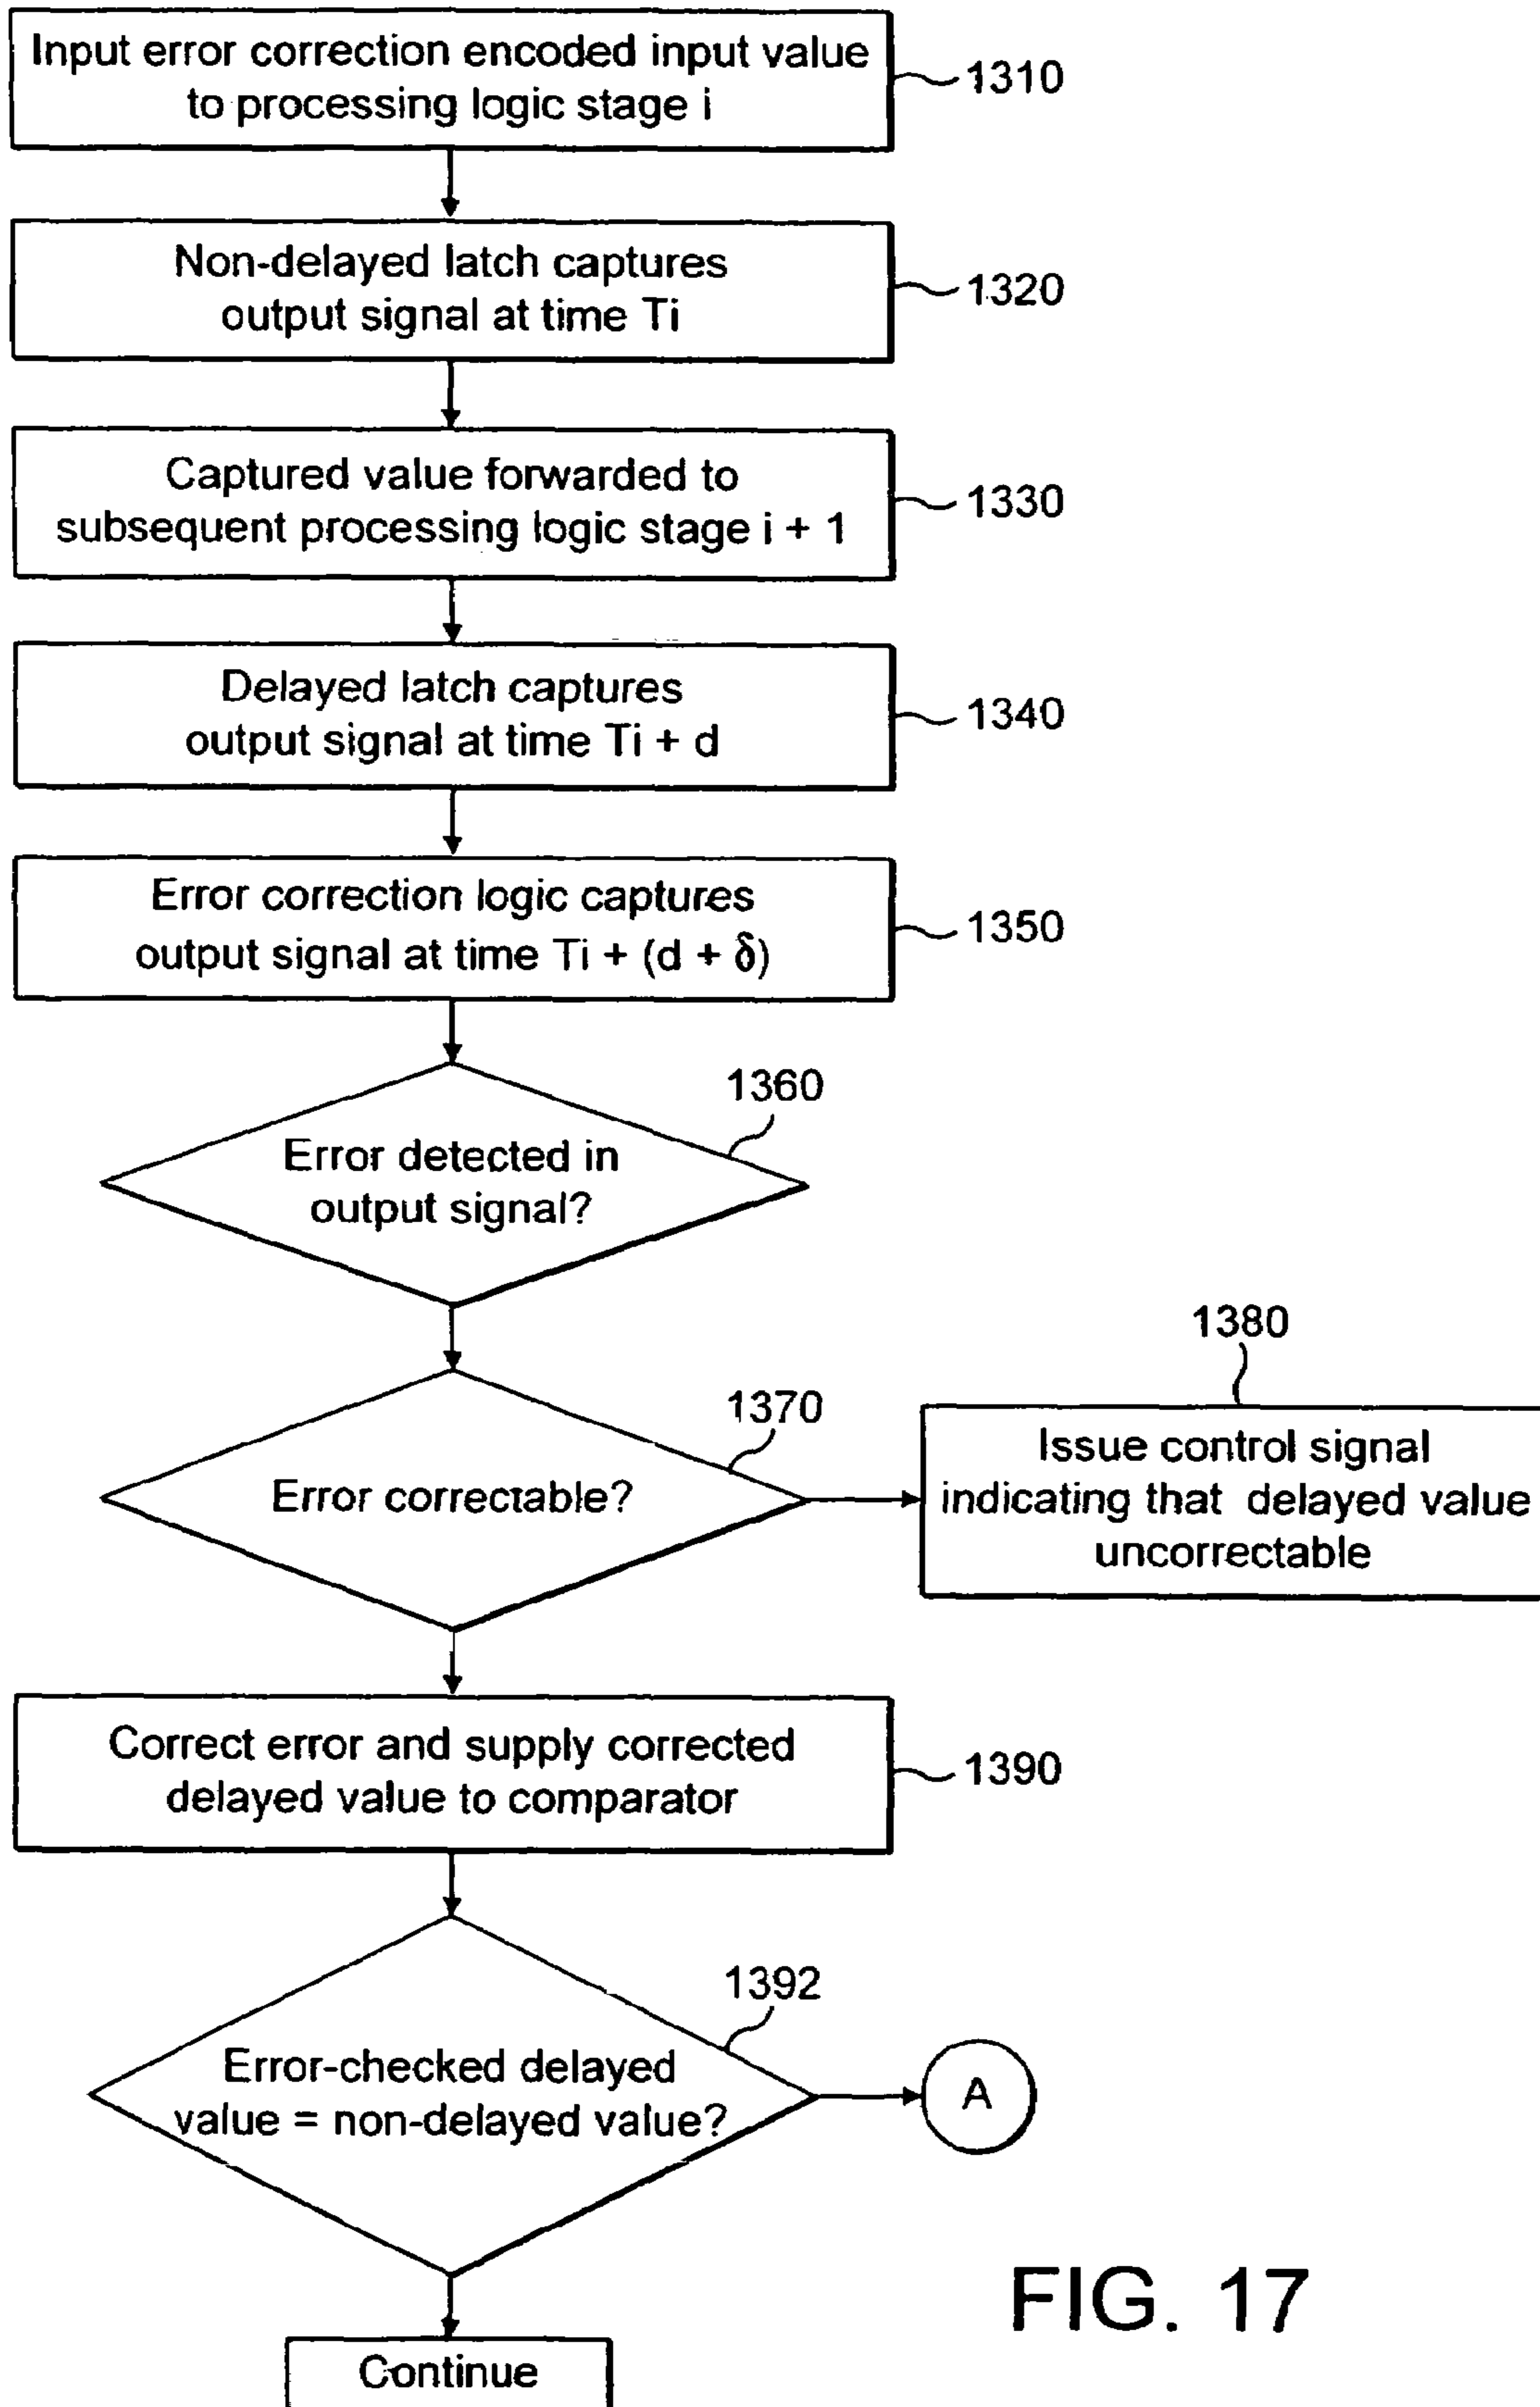 Input error correction encoded input value
to processing logic stage i
1310
Non-delayed latch captures
output signal at time Ti
1320
Captured value forwarded to
subsequent processing logic stage i + 1
1330
Delayed latch captures
output signal at time Ti + d
1340
Error correction logic captures
output signal at time Ti + (d + δ)
1350
1360
Error detected in
output signal?
1370
Error correctable?
1380
Issue control signal
indicating that delayed value
uncorrectable
Correct error and supply corrected
delayed value to comparator
1390
1392
Error-checked delayed
value = non-delayed value?
A
Continue
FIG. 17